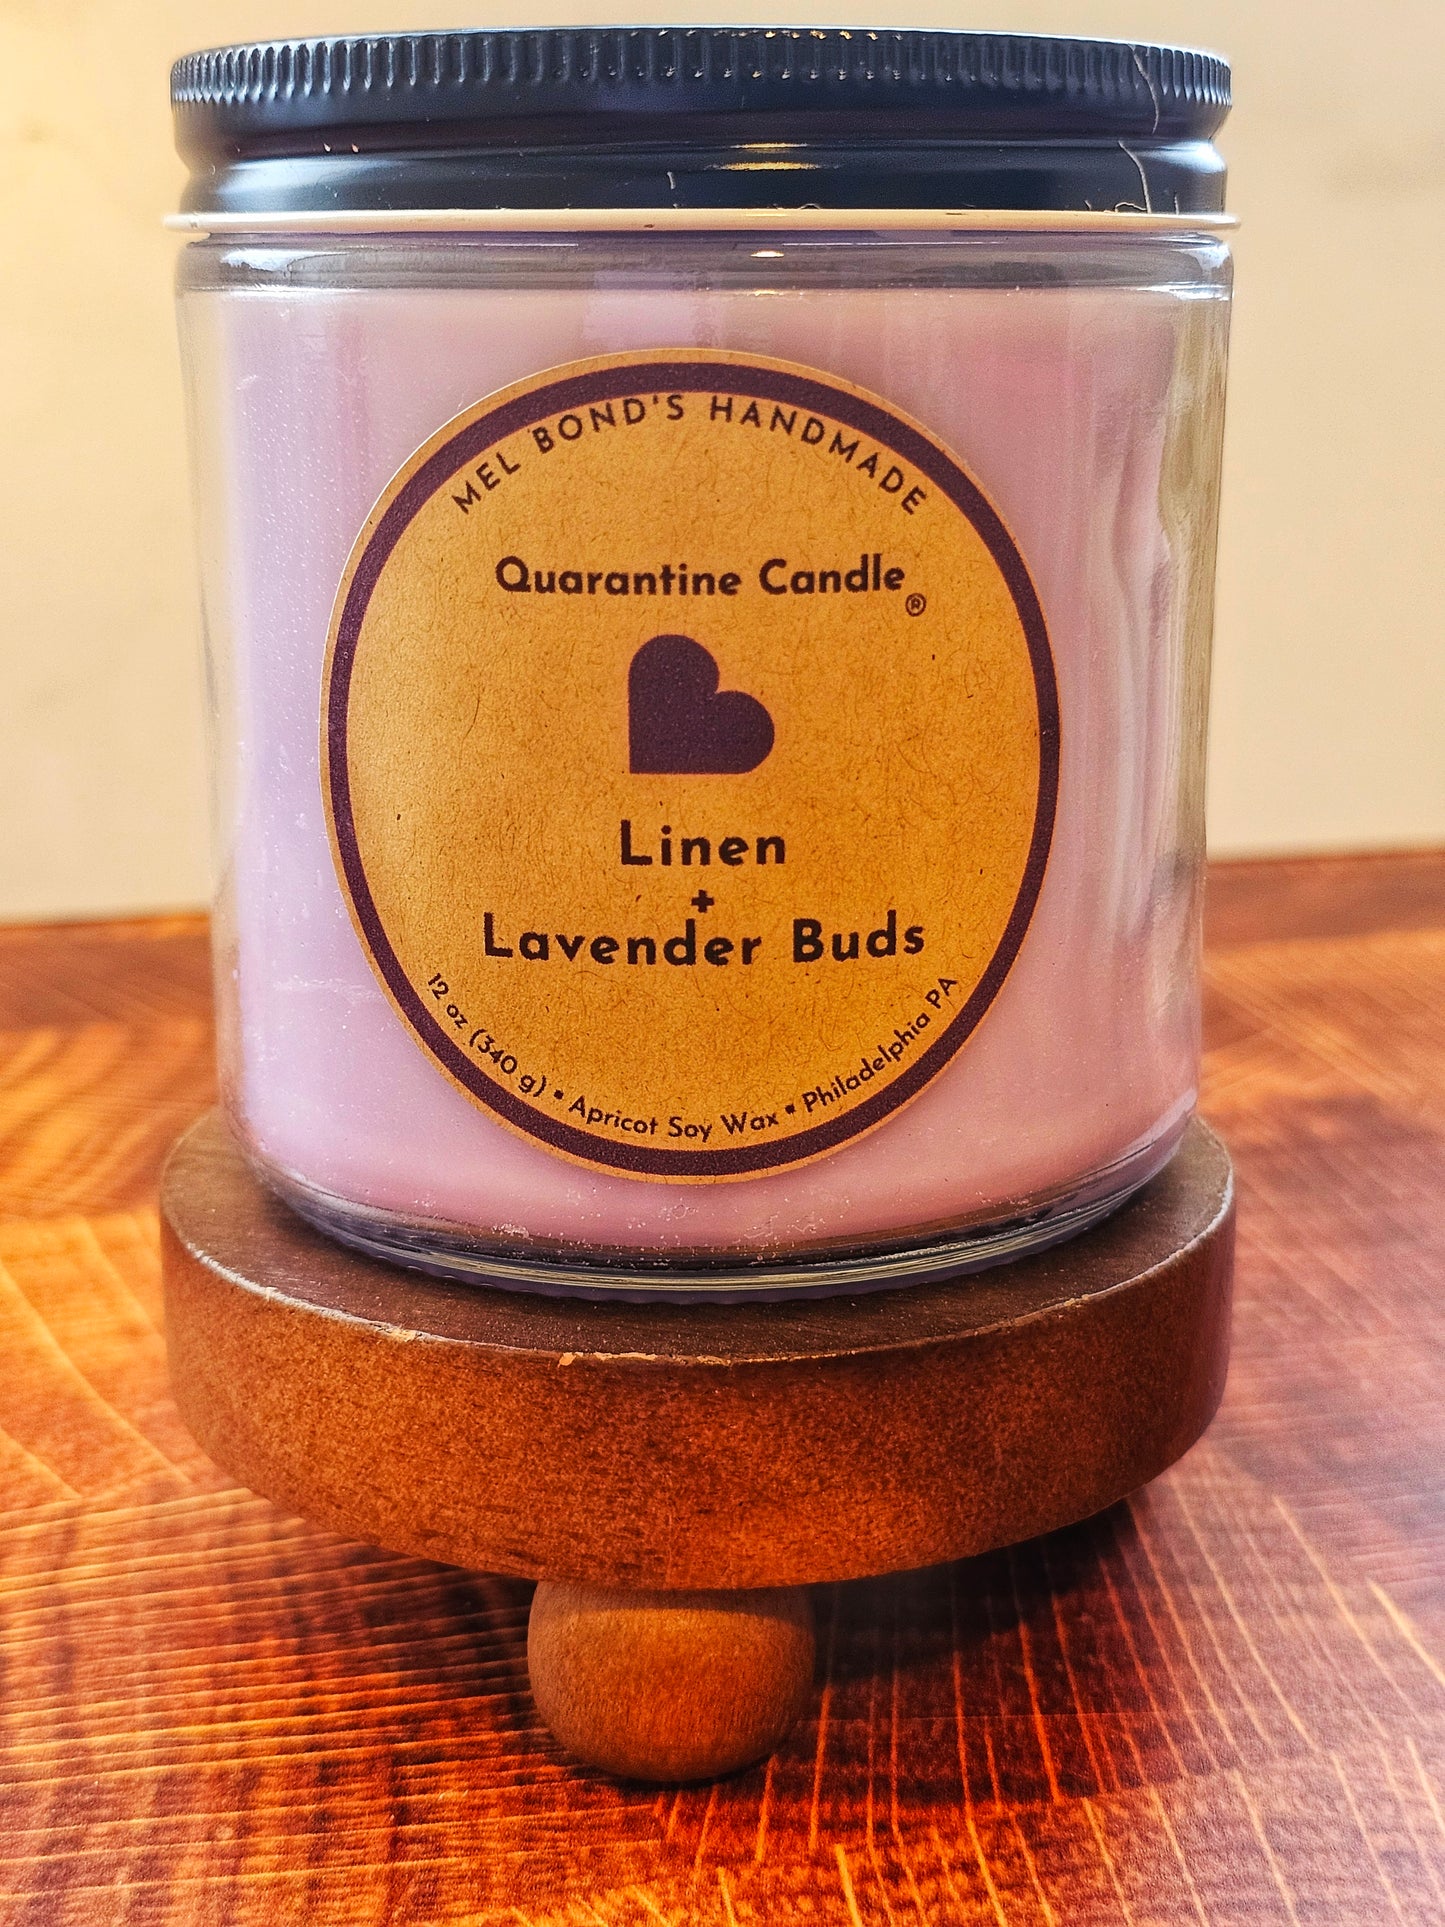 MEL BOND'S HANDMADE
Quarantine Candle®
Linen
+
Lavender Buds
12 oz (340 g) • Apricot Soy Wax • Philadelphia PA